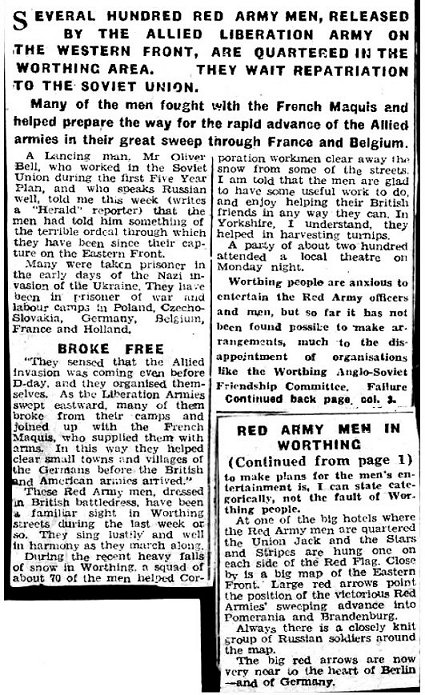 SEVERAL HUNDRED RED ARMY MEN, RELEASED
BY THE ALLIED LIBERATION ARMY ON
THE WESTERN FRONT, ARE QUARTERED IN THE
WORTHING AREA. THEY WAIT REPATRIATION
TO THE SOVIET UNION.
Many of the men fought with the French Maquis and
helped prepare the way for the rapid advance of the Allied
armies in their great sweep through France and Belgium.
A Lancing man, Mr Oliver
Bell, who worked in the Soviet
Union during the first Five Year
Plan, and who speaks Russian
well, told me this week (writes
a "Herald" reporter) that the
men had told him something of
the terrible ordeal through which
they have been since their cap-
ture on the Eastern Front.
Many were taken prisoner in
the early days of the Nazi in-
vasion of the Ukraine. They have
been in prisoner of war and
labour camps in Poland, Czecho-
Slovakia, Germany, Belgium,
France and Holland.
BROKE FREE
"They sensed that the Allied
invasion was coming even before
D-day, and they organised them-
selves. As the Liberation Armies
swept eastward, many of them
broke from their camps and
joined up with the French
Maquis, who supplied them with
arms. In this way they helped
clear small towns and villages of
the Germans before the British
and American armies arrived."
These Red Army men, dressed
in British battledress, have been
a familiar sight in Worthing
streets during the last week or
so. They sing lustily and well
in harmony as they march along.
During the recent heavy falls
of snow in Worthing, a squad of
about 70 of the men helped Cor-
poration workmen clear away the
snow from some of the streets.
I am told that the men are glad
to have some useful work to do,
and enjoy helping their British
friends in any way they can. In
Yorkshire, I understand, they
helped in harvesting turnips.
A party of about two hundred
attended a local theatre on
Monday night.
Worthing people are anxious to
entertain the Red Army officers
and men, but so far it has not
been found possible to make ar-
rangements, much to the dis-
appointment of organisations
like the Worthing Anglo-Soviet
Friendship Committee. Failure
Continued back page, col. 3.
RED ARMY MEN IN
WORTHING
(Continued from page 1)
to make plans for the men's en-
tertainment is, I can state cate-
gorically, not the fault of Wor-
thing people.
At one of the big hotels where
the Red Army men are quartered
the Union Jack and the Stars
and Stripes are hung one on
each side of the Red Flag. Close
by is a big map of the Eastern
Front. Large red arrows point
the position of the victorious Red
Armies' sweeping advance into
Pomerania and Brandenburg.
Always there is a closely knit
group of Russian soldiers around
the map.
The big red arrows are now
very near to the heart of Berlin
—and of Germany.